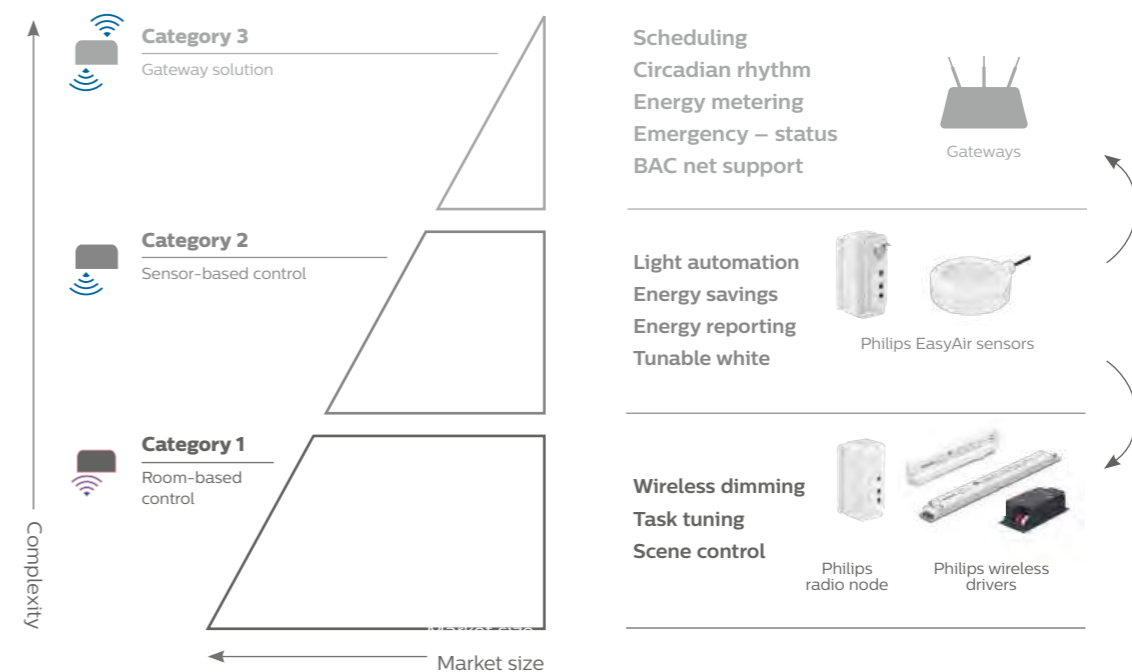 Category 3
Gateway solution
Scheduling
Circadian rhythm
Energy metering
Emergency – status
BAC net support
Gateways
Category 2
Sensor-based control
Light automation
Energy savings
Energy reporting
Tunable white
Philips EasyAir sensors
Category 1
Room-based
control
Wireless dimming
Task tuning
Scene control
Philips
radio node
Philips wireless
drivers
Complexity
Market size
Market size